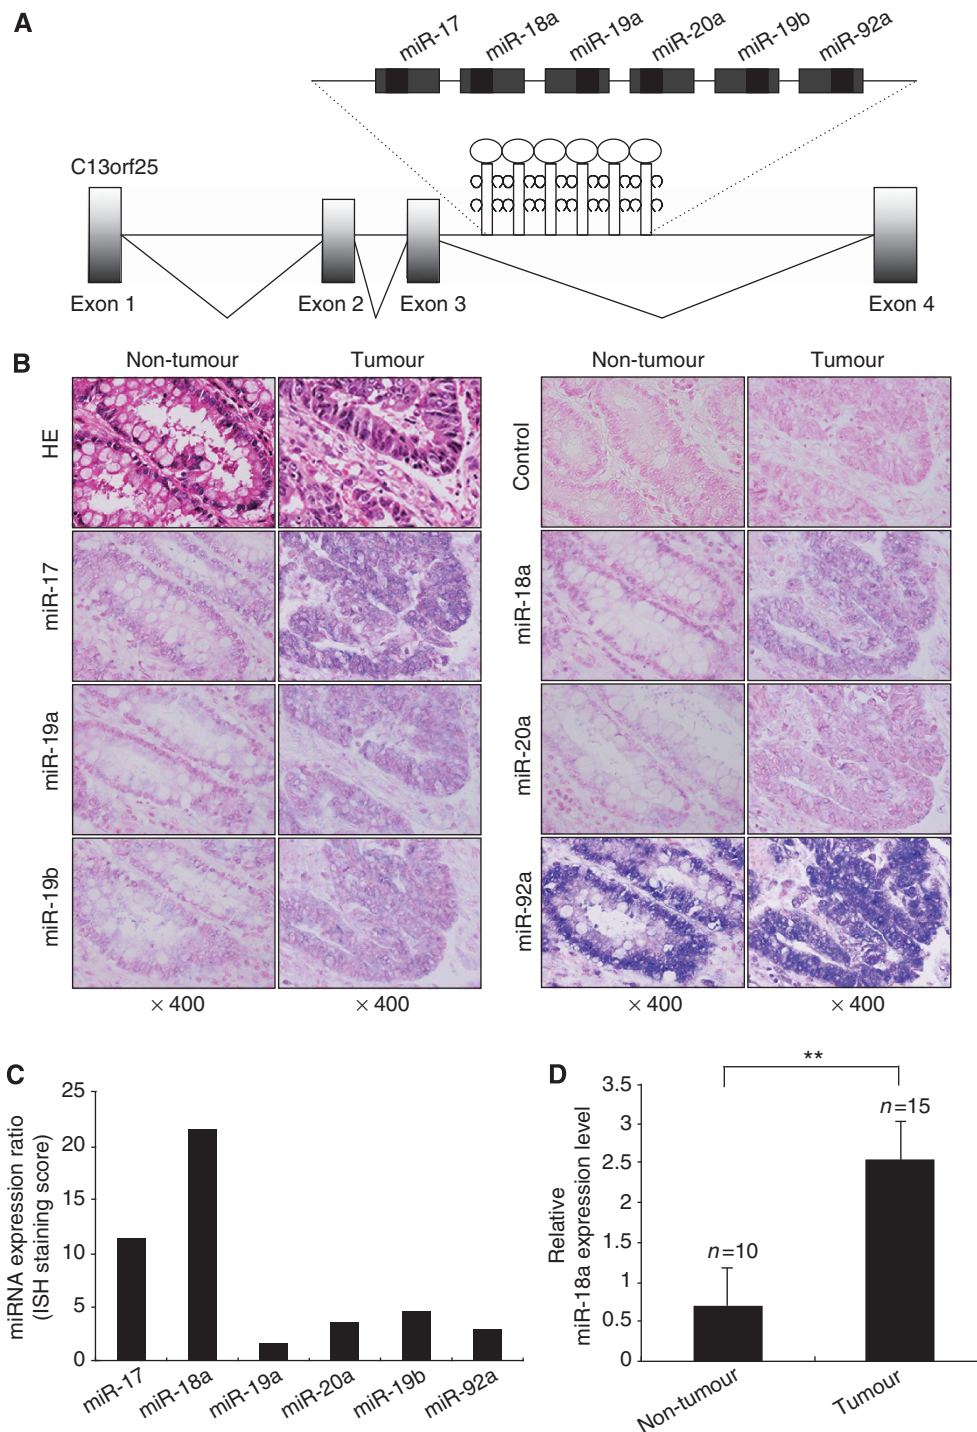 A
miR-17
miR-18a
miR-19a
miR-20a
miR-19b
miR-92a
C13orf25
Exon 1
Exon 2
Exon 3
Exon 4
B
Non-tumour
Tumour
Non-tumour
Tumour
HE
Control
miR-17
miR-18a
miR-19a
miR-20a
miR-19b
miR-92a
× 400
× 400
× 400
× 400
C
miRNA expression ratio
(ISH staining score)
25
20
15
10
5
0
miR-17
miR-18a
miR-19a
miR-20a
miR-19b
miR-92a
D
Relative
miR-18a expression level
3.5
3
2.5
2
1.5
1
0.5
0
**
n=10
n=15
Non-tumour
Tumour